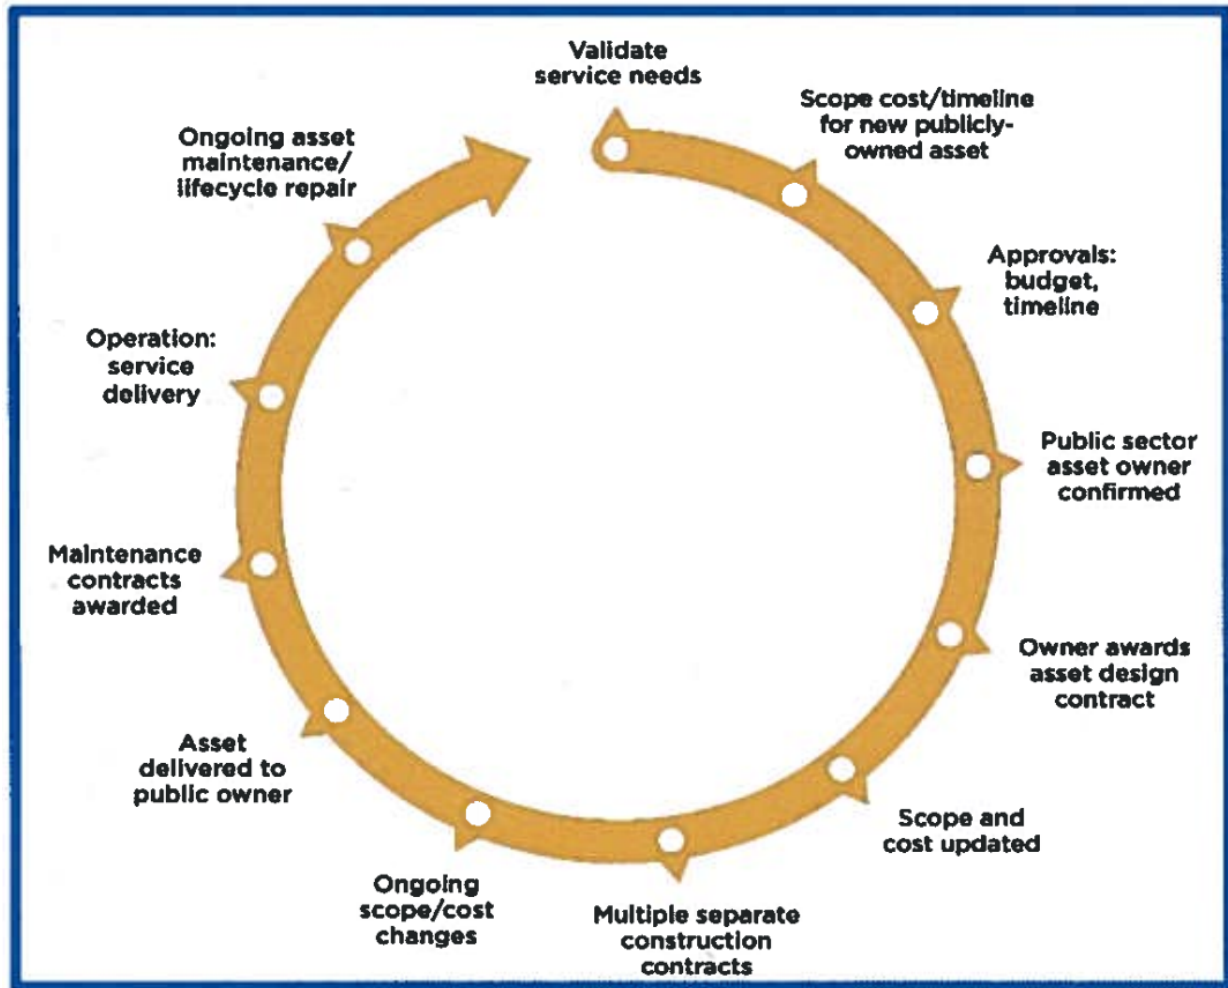 Validate
service needs
Scope cost/timeline
for new publicly-
owned asset
Approvals:
budget,
timeline
Public sector
asset owner
confirmed
Owner awards
asset design
contract
Scope and
cost updated
Multiple separate
construction
contracts
Ongoing
scope/cost
changes
Asset
delivered to
public owner
Maintenance
contracts
awarded
Operation:
service
delivery
Ongoing asset
maintenance/
lifecycle repair